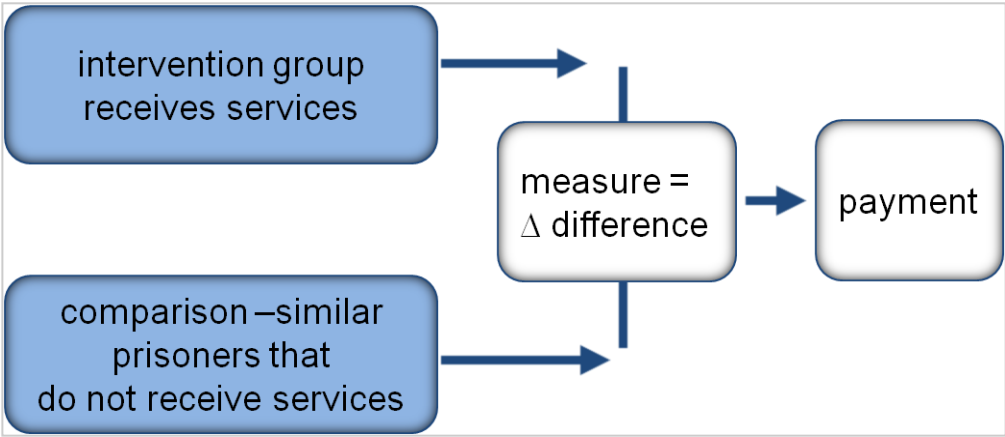 intervention group
receives services
measure =
Δ difference
payment
comparison –similar
prisoners that
do not receive services